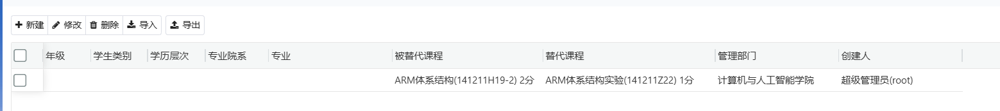 新建 修改 删除 导入 导出
年级 学生类别 学历层次 专业院系 专业 被替代课程 替代课程 管理部门 创建人
ARM体系结构(141211H19-2) 2分 ARM体系结构实验(141211Z22) 1分 计算机与人工智能学院 超级管理员(root)